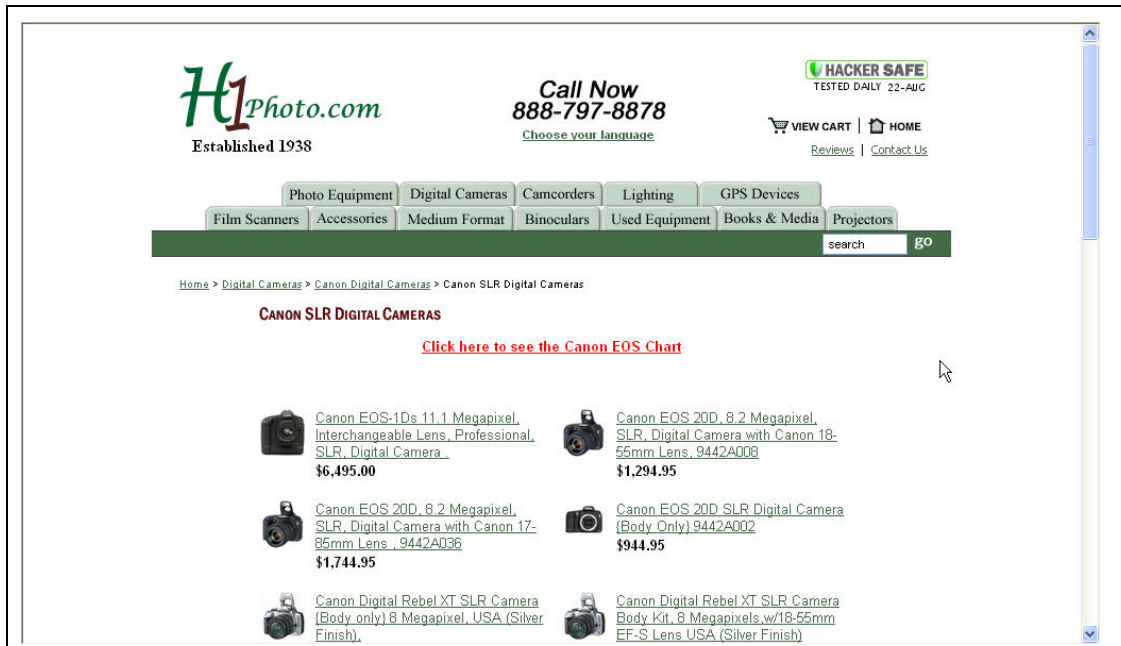 H1Photo.com
Established 1938
Call Now
888-797-8878
Choose your language
HACKER SAFE
TESTED DAILY 22-AUG
VIEW CART | HOME
Reviews | Contact Us
Photo Equipment Digital Cameras Camcorders Lighting GPS Devices
Film Scanners Accessories Medium Format Binoculars Used Equipment Books & Media Projectors
search go
Home > Digital Cameras > Canon Digital Cameras > Canon SLR Digital Cameras
CANON SLR DIGITAL CAMERAS
Click here to see the Canon EOS Chart
Canon EOS-1Ds 11.1 Megapixel,
Interchangeable Lens, Professional,
SLR, Digital Camera .
$6,495.00
Canon EOS 20D, 8.2 Megapixel,
SLR, Digital Camera with Canon 18-
55mm Lens, 9442A008
$1,294.95
Canon EOS 20D, 8.2 Megapixel,
SLR, Digital Camera with Canon 17-
85mm Lens , 9442A036
$1,744.95
Canon EOS 20D SLR Digital Camera
{Body Only} 9442A002
$944.95
Canon Digital Rebel XT SLR Camera
{Body only} 8 Megapixel, USA (Silver
Finish),
Canon Digital Rebel XT SLR Camera
Body Kit, 8 Megapixels,w/18-55mm
EF-S Lens USA (Silver Finish)